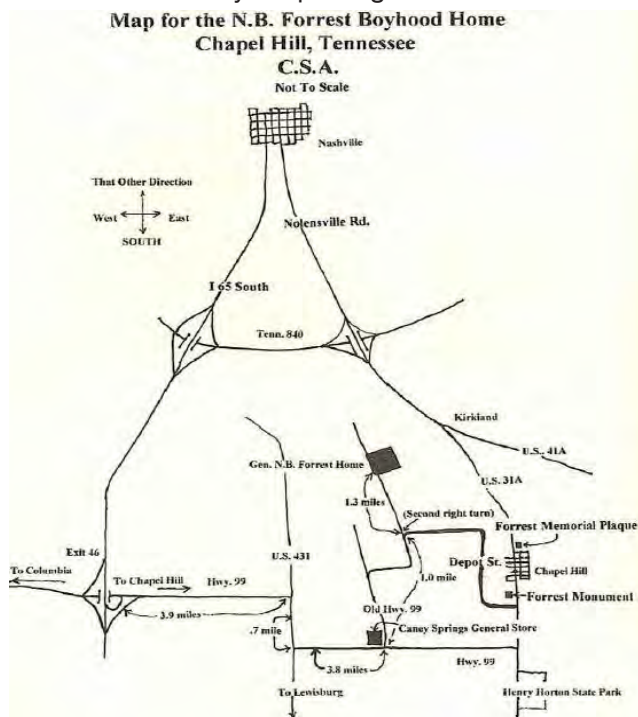 Map for the N.B. Forrest Boyhood Home
Chapel Hill, Tennessee
C.S.A.
Not To Scale
Nashville
That Other Direction
West
East
SOUTH
Nolensville Rd.
I 65 South
Tenn. 840
Kirkland
U.S. 41A
U.S. 31A
Gen. N.B. Forrest Home
1.3 miles
(Second right turn)
Forrest Memorial Plaque
Depot St.
Chapel Hill
Forrest Monument
Exit 46
To Columbia
To Chapel Hill
Hwy. 99
U.S. 431
1.0 mile
3.9 miles
Old Hwy. 99
Caney Springs General Store
.7 mile
3.8 miles
Hwy. 99
To Lewisburg
Henry Horton State Park